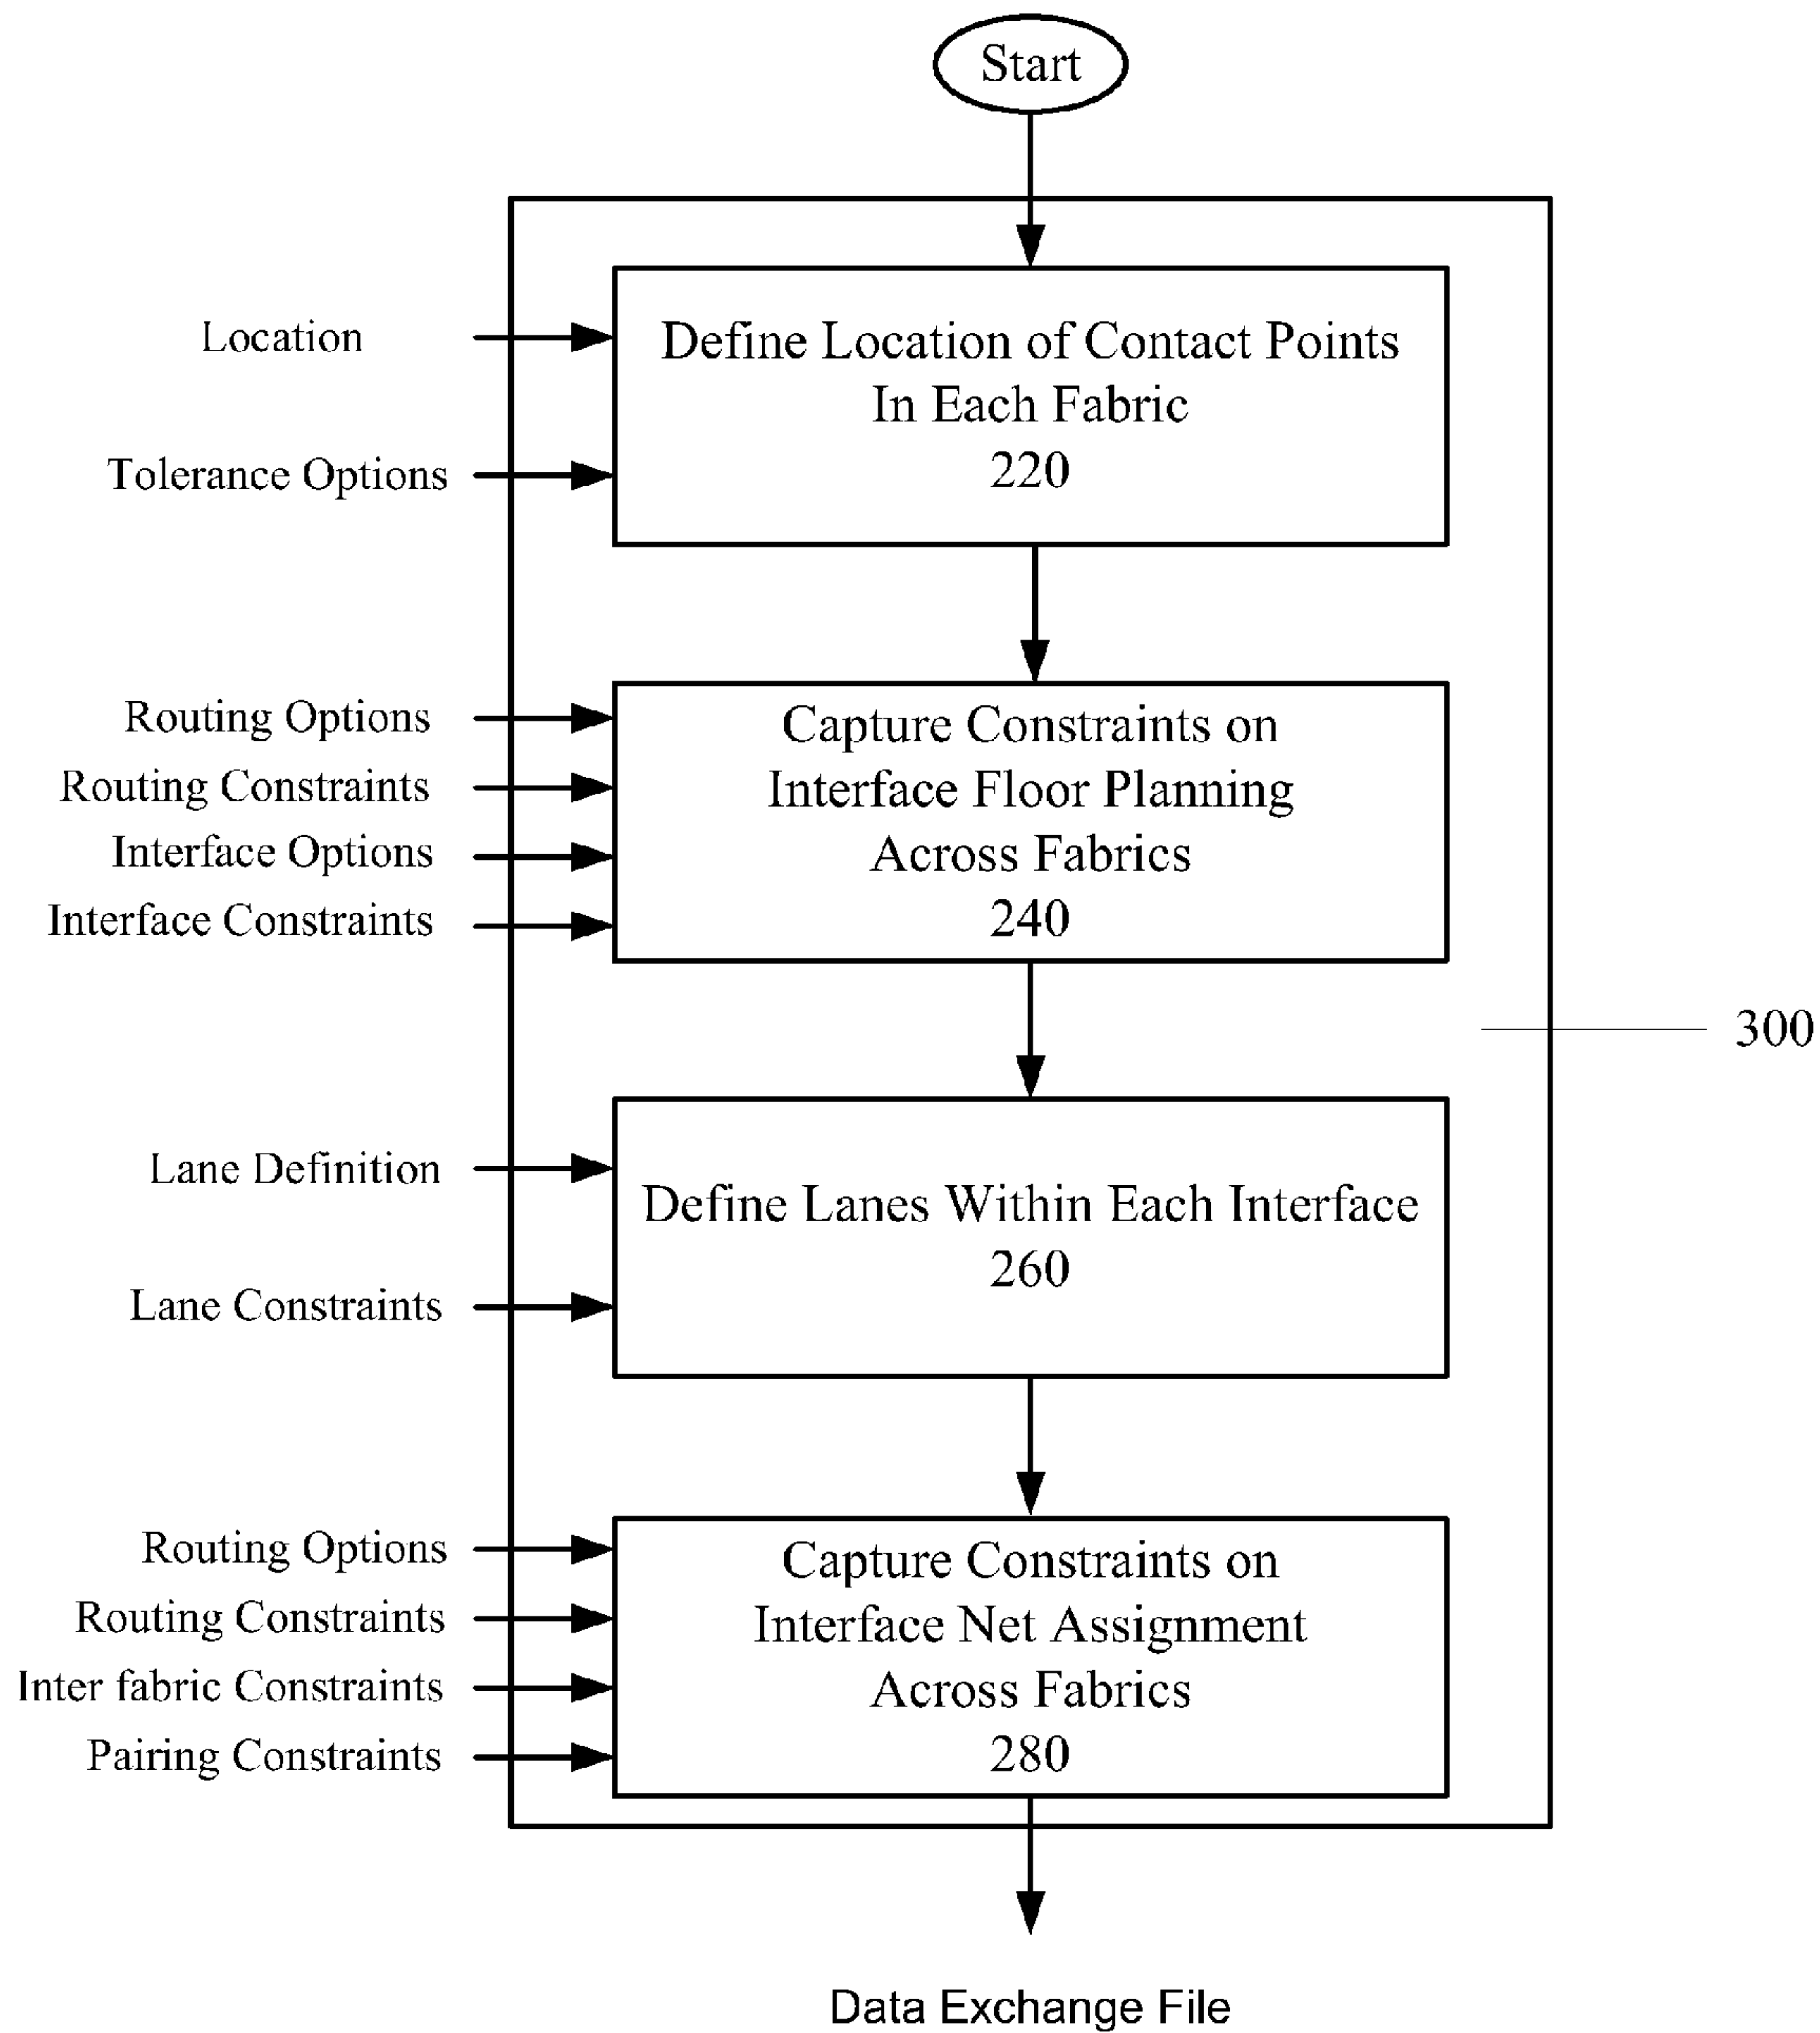 Start
Location
Define Location of Contact Points
In Each Fabric
Tolerance Options
220
Routing Options
Capture Constraints on
Routing Constraints
Interface Floor Planning
Interface Options
Across Fabrics
Interface Constraints
240
300
Lane Definition
Define Lanes Within Each Interface
260
Lane Constraints
Routing Options
Capture Constraints on
Routing Constraints
Interface Net Assignment
Inter fabric Constraints
Across Fabrics
Pairing Constraints
280
Data Exchange File